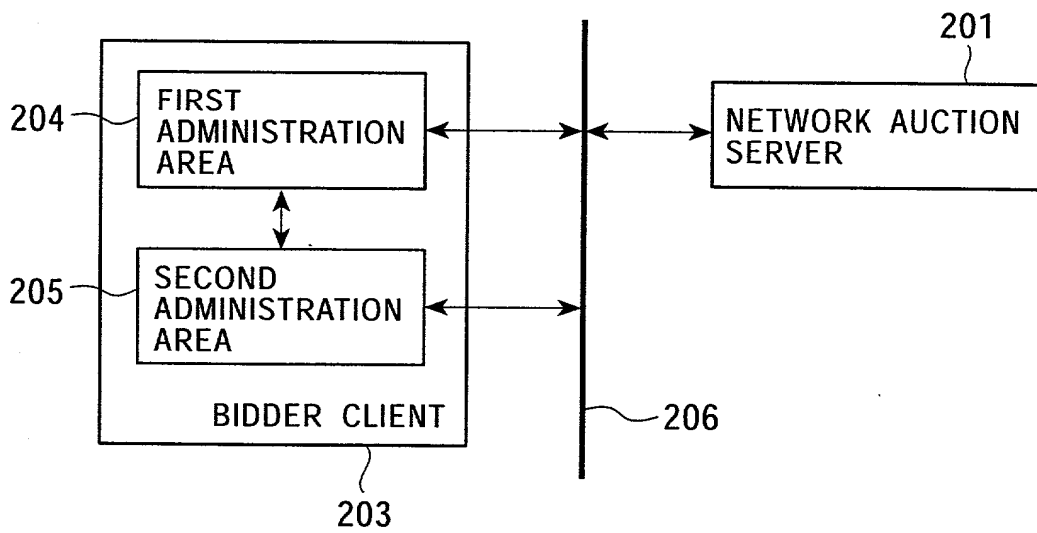 201
204
FIRST
ADMINISTRATION
AREA
NETWORK AUCTION
SERVER
205
SECOND
ADMINISTRATION
AREA
BIDDER CLIENT
206
203